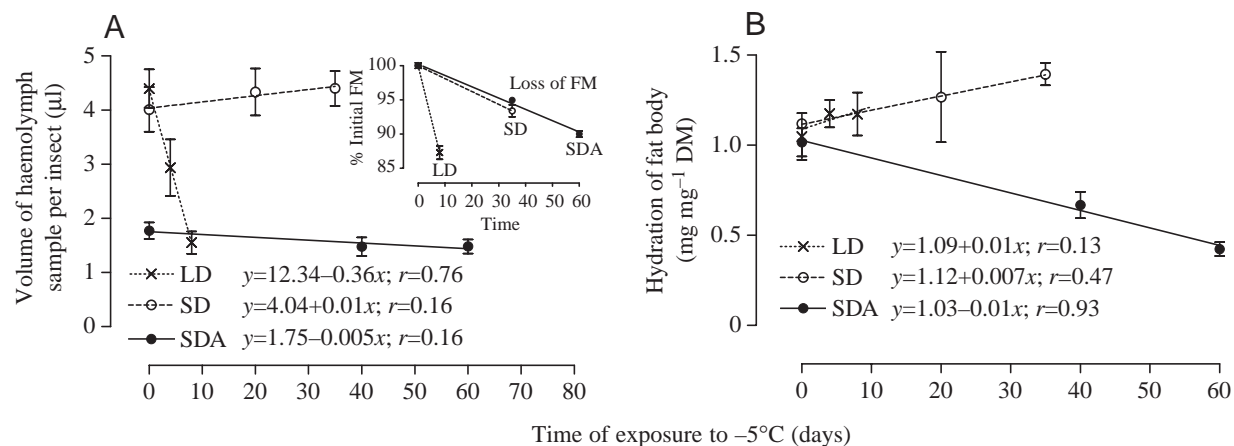 A
Volume of haemolymph
sample per insect (µl)
5
4
3
2
1
0
0 10 20 30 40 50 60 70 80
LD y=12.34–0.36x; r=0.76
SD y=4.04+0.01x; r=0.16
SDA y=1.75–0.005x; r=0.16
% Initial FM
100
95
90
85
Loss of FM
SD
SDA
LD
0 10 20 30 40 50 60
Time
B
Hydration of fat body
(mg mg–1 DM)
1.5
1.0
0.5
0
0 10 20 30 40 50 60
LD y=1.09+0.01x; r=0.13
SD y=1.12+0.007x; r=0.47
SDA y=1.03–0.01x; r=0.93
Time of exposure to –5°C (days)